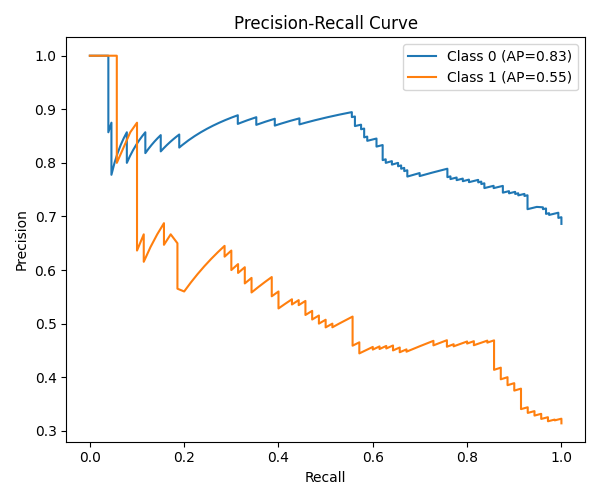 Precision-Recall Curve
Class 0 (AP=0.83)
Class 1 (AP=0.55)
Precision
1.0
0.9
0.8
0.7
0.6
0.5
0.4
0.3
0.0 0.2 0.4 0.6 0.8 1.0
Recall